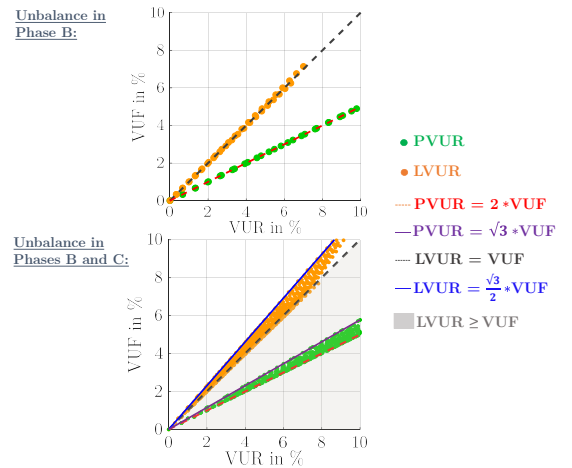 Unbalance in
Phase B:
10
8
6
4
2
0
0 2 4 6 8 10
VUF in %
VUR in %
Unbalance in
Phases B and C:
10
8
6
4
2
0
0 2 4 6 8 10
VUF in %
VUR in %
PVUR
LVUR
PVUR = 2 *VUF
PVUR = √3 *VUF
LVUR = VUF
LVUR = √3/2 *VUF
LVUR ≥ VUF